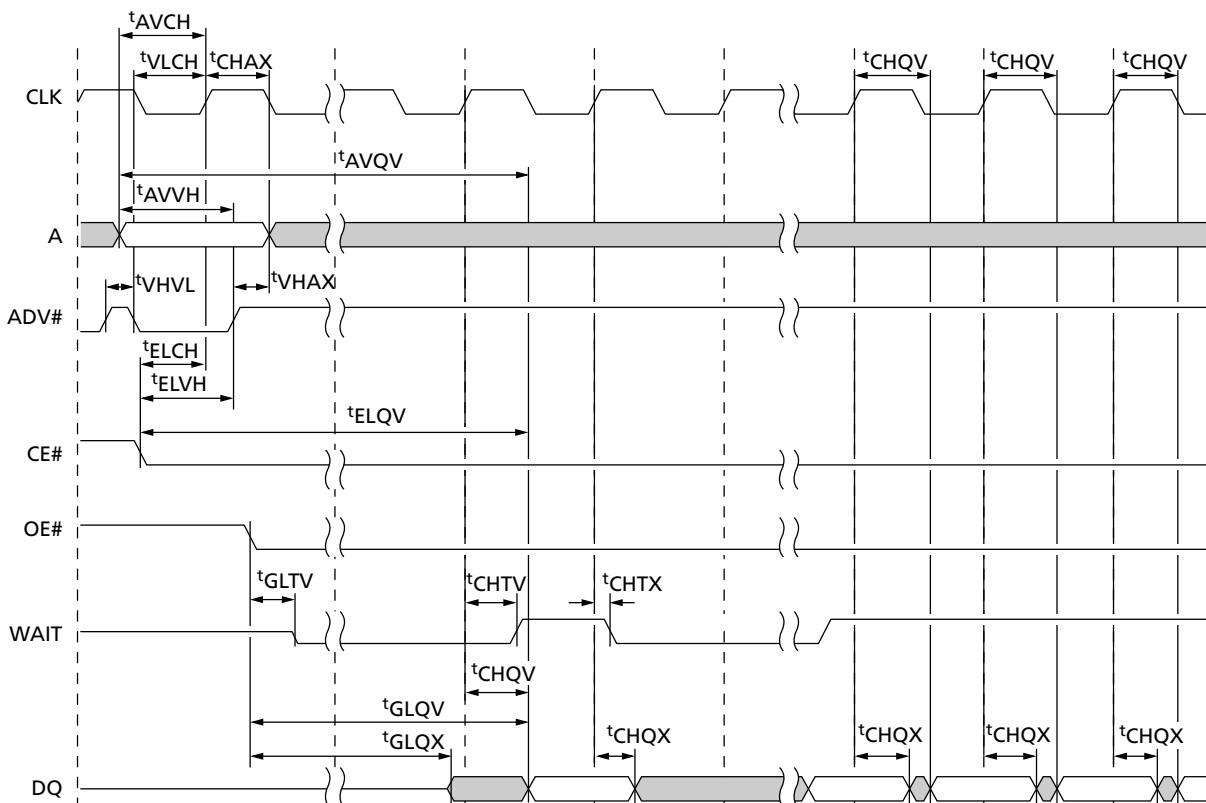 tAVCH
tVLCH tCHAX tCHQV tCHQV tCHQV
CLK
tAVQV
tAVVH
A
tVHVL tVHAX
ADV#
tELCH
tELVH
tELQV
CE#
OE#
tGLTV tCHTV tCHTX
WAIT
tCHQV
tGLQV
tGLQX tCHQX tCHQX tCHQX tCHQX
DQ